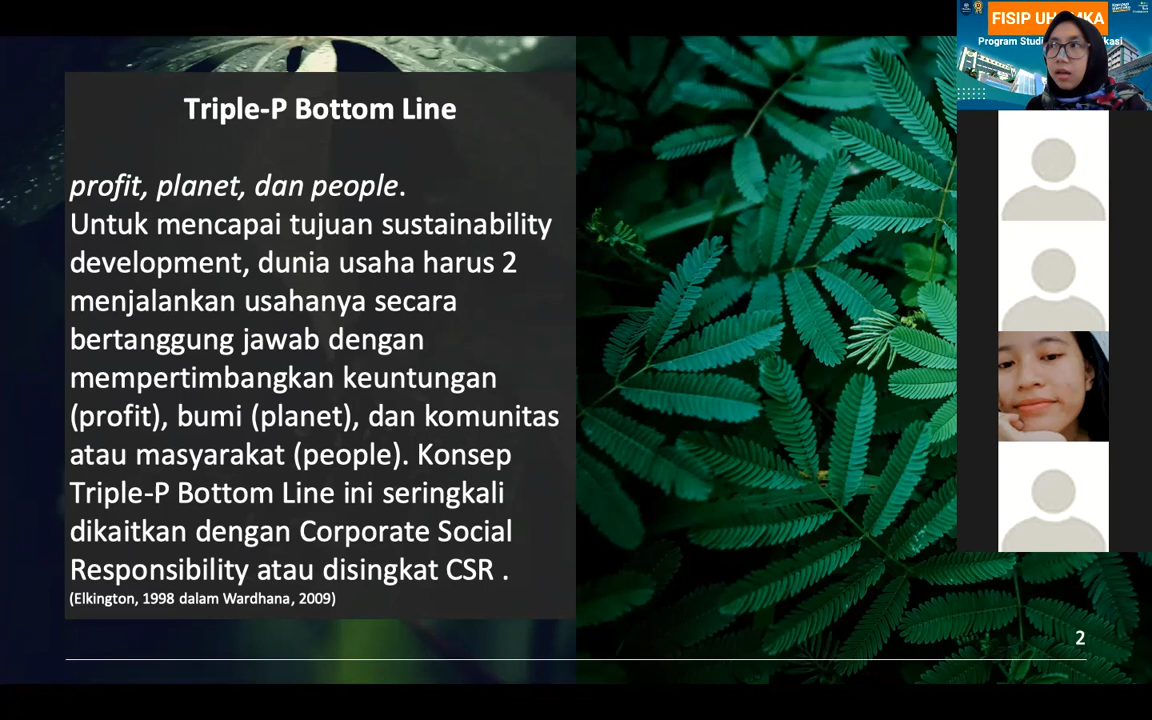 Triple-P Bottom Line
profit, planet, dan people.
Untuk mencapai tujuan sustainability
development, dunia usaha harus 2
menjalankan usahanya secara
bertanggung jawab dengan
mempertimbangkan keuntungan
(profit), bumi (planet), dan komunitas
atau masyarakat (people). Konsep
Triple-P Bottom Line ini seringkali
dikaitkan dengan Corporate Social
Responsibility atau disingkat CSR .
(Elkington, 1998 dalam Wardhana, 2009)
2
FISIP
Program